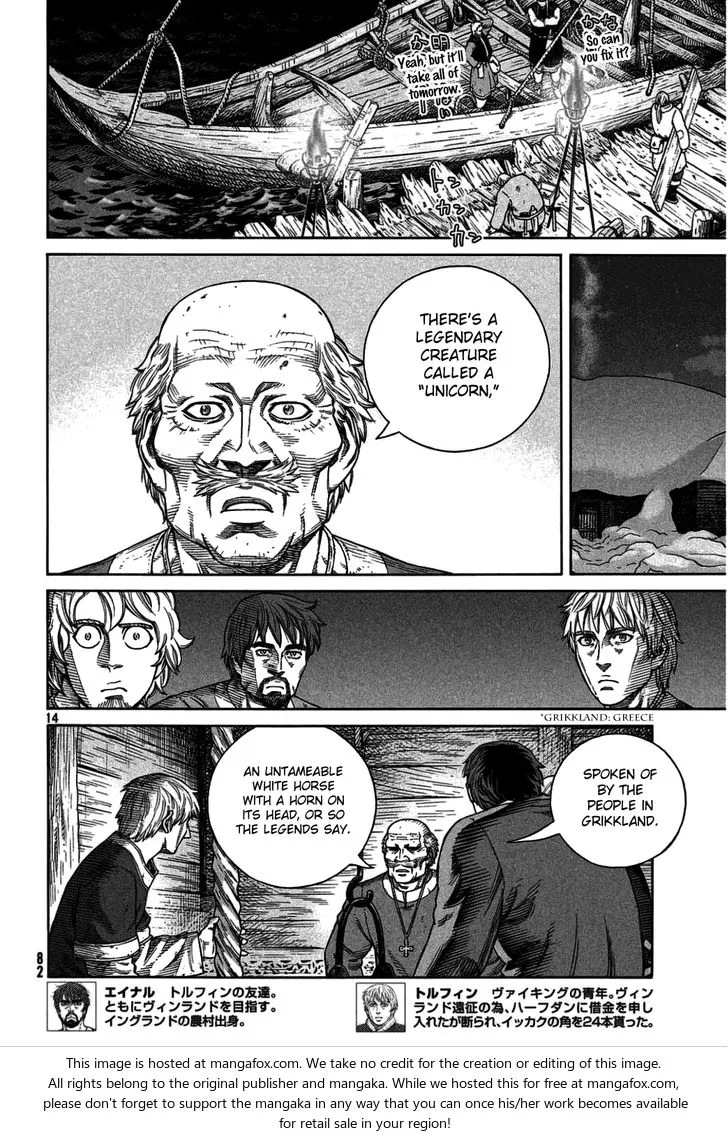 So can
you fix it?
Yeah, but it'll
take all of
tomorrow.
トン
カン
カン
THERE'S A
LEGENDARY
CREATURE
CALLED A
"UNICORN,"
14
*GRIKKLAND: GREECE
SPOKEN OF
BY THE
PEOPLE IN
GRIKKLAND.
AN UNTAMEABLE
WHITE HORSE
WITH A HORN ON
ITS HEAD, OR SO
THE LEGENDS SAY.
82
エイナル トルフィンの友達。
ともにヴィンランドを目指す。
イングランドの農村出身。
トルフィン ヴァイキングの青年。ヴィン
ランド遠征の為、ハーフダンに借金を申し
入れたが断られ、イッカクの角を24本貰った。
This image is hosted at mangafox.com. We take no credit for the creation or editing of this image.
All rights belong to the original publisher and mangaka. While we hosted this for free at mangafox.com,
please don't forget to support the mangaka in any way that you can once his/her work becomes available
for retail sale in your region!